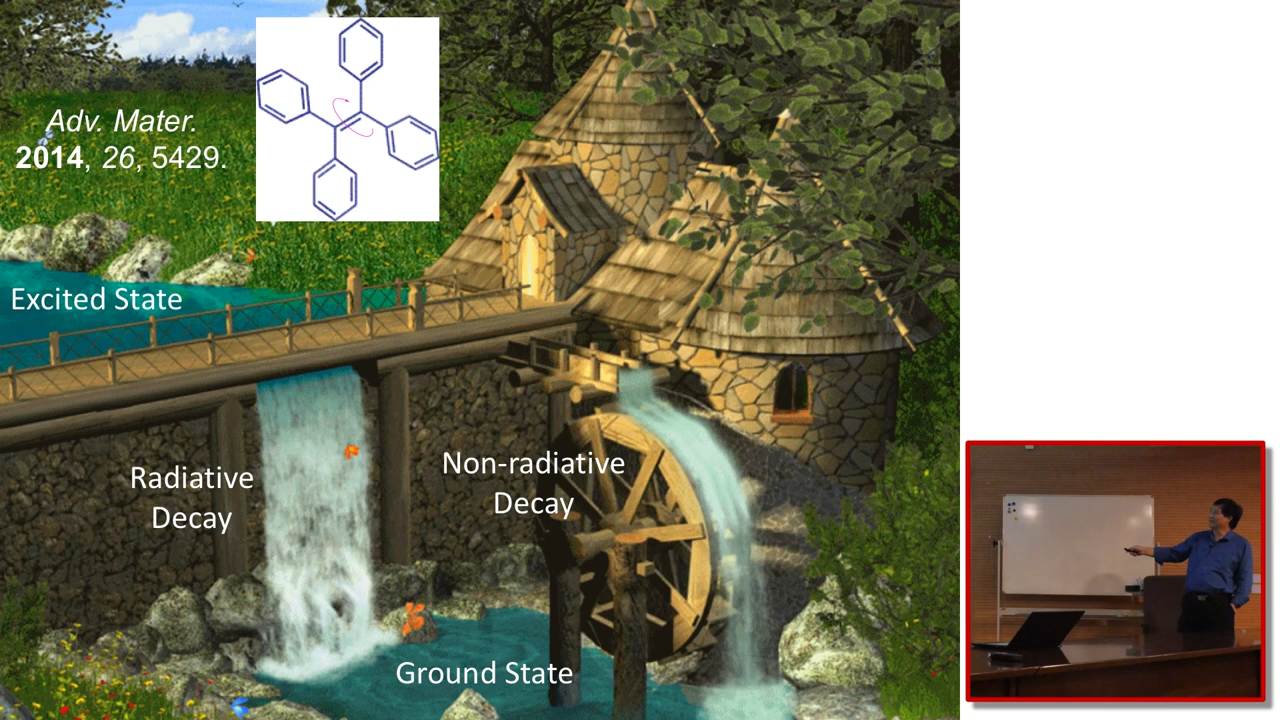 Adv. Mater.
2014, 26, 5429.
Excited State
Radiative
Decay
Non-radiative
Decay
Ground State